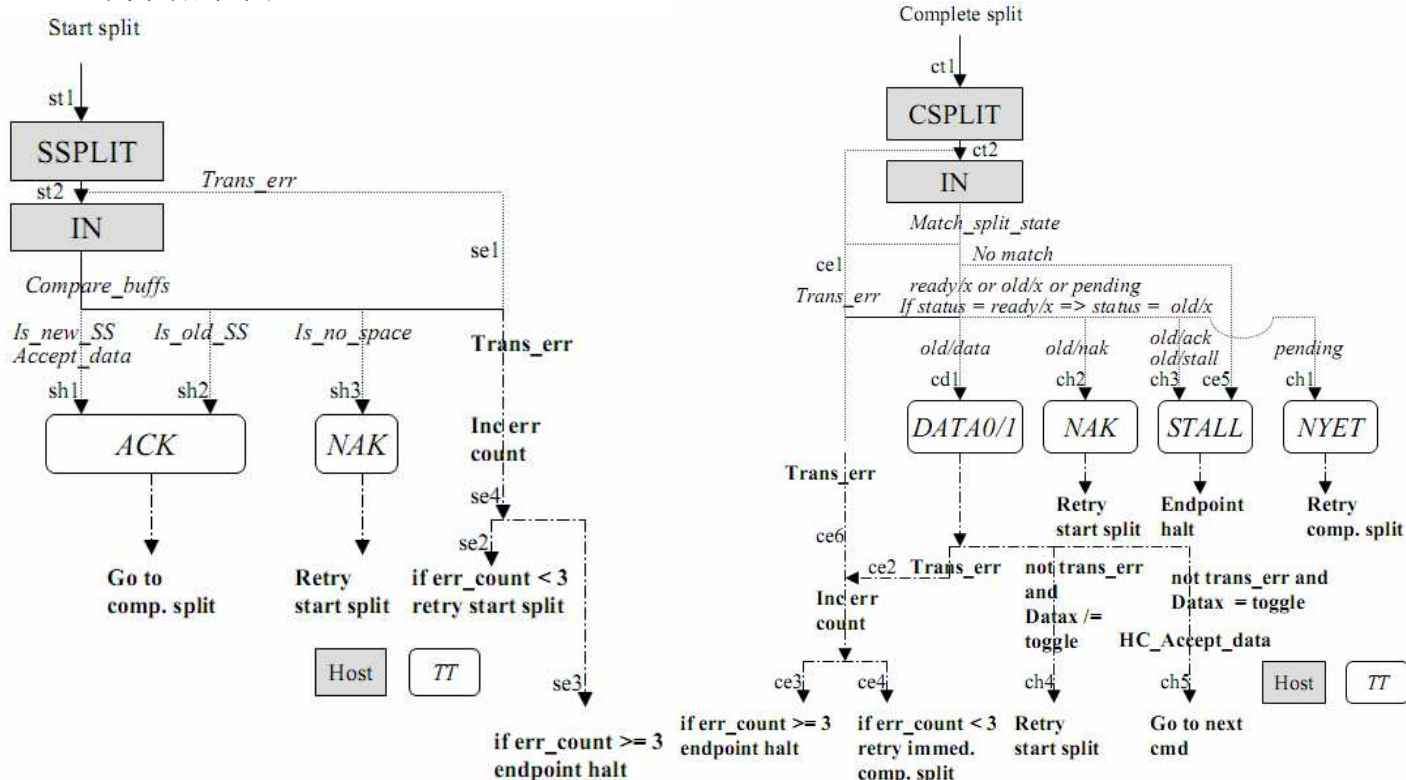 Start split
st1
SSPLIT
st2
Trans_err
IN
se1
Compare_buffs
Is_new_SS
Accept_data
Is_old_SS
Is_no_space
Trans_err
sh1
sh2
sh3
ACK
NAK
Inc err
count
se4
se2
Go to
comp. split
Retry
start split
if err_count < 3
retry start split
Host
TT
se3
if err_count >= 3
endpoint halt
Complete split
ct1
CSPLIT
ct2
IN
Match_split_state
No match
ce1
Trans_err
ready/x or old/x or pending
If status = ready/x => status = old/x
old/data
old/nak
old/ack
old/stall
pending
cd1
ch2
ch3
ce5
ch1
DATA0/1
NAK
STALL
NYET
Trans_err
Retry
start split
Endpoint
halt
Retry
comp. split
ce6
ce2
Trans_err
not trans_err
and
Datax /=
toggle
not trans_err and
Datax = toggle
Inc err
count
HC_Accept_data
ce3
ce4
ch4
ch5
Host
TT
if err_count >= 3
endpoint halt
if err_count < 3
retry immed.
comp. split
Retry
start split
Go to next
cmd